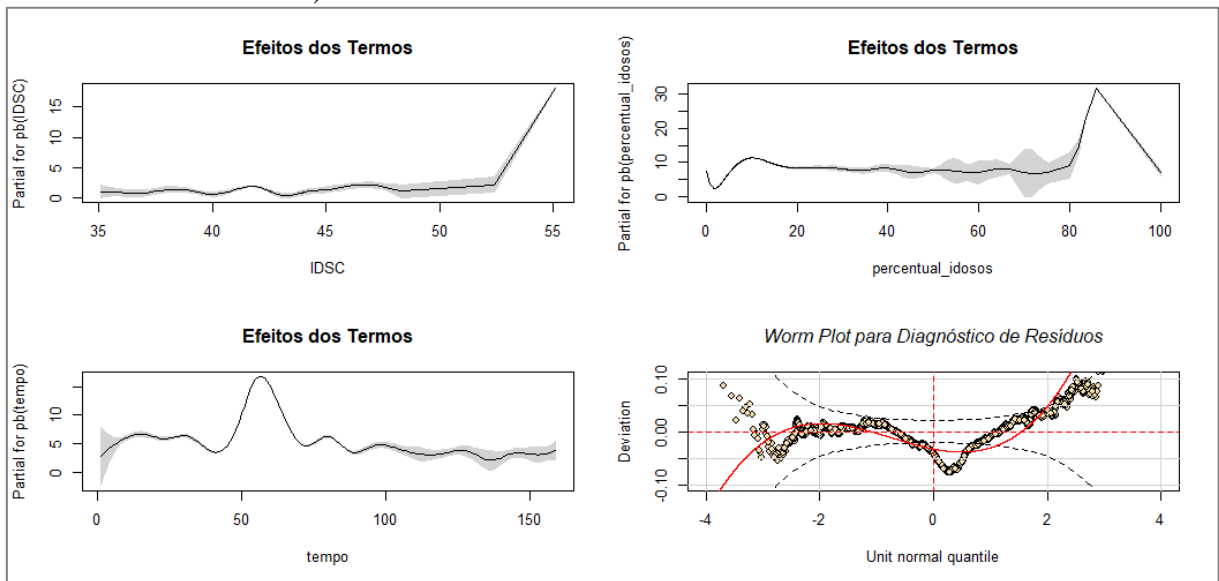 )
Efeitos dos Termos
Partial for pb(IDSC)
15
10
5
0
35
40
45
50
55
IDSC
Efeitos dos Termos
Partial for pb(percentual_idosos)
30
20
10
0
0
20
40
60
80
100
percentual_idosos
Efeitos dos Termos
Partial for pb(tempo)
10
5
0
0
50
100
150
tempo
Worm Plot para Diagnóstico de Resíduos
Deviation
0.10
0.00
-0.10
-4
-2
0
2
4
Unit normal quantile